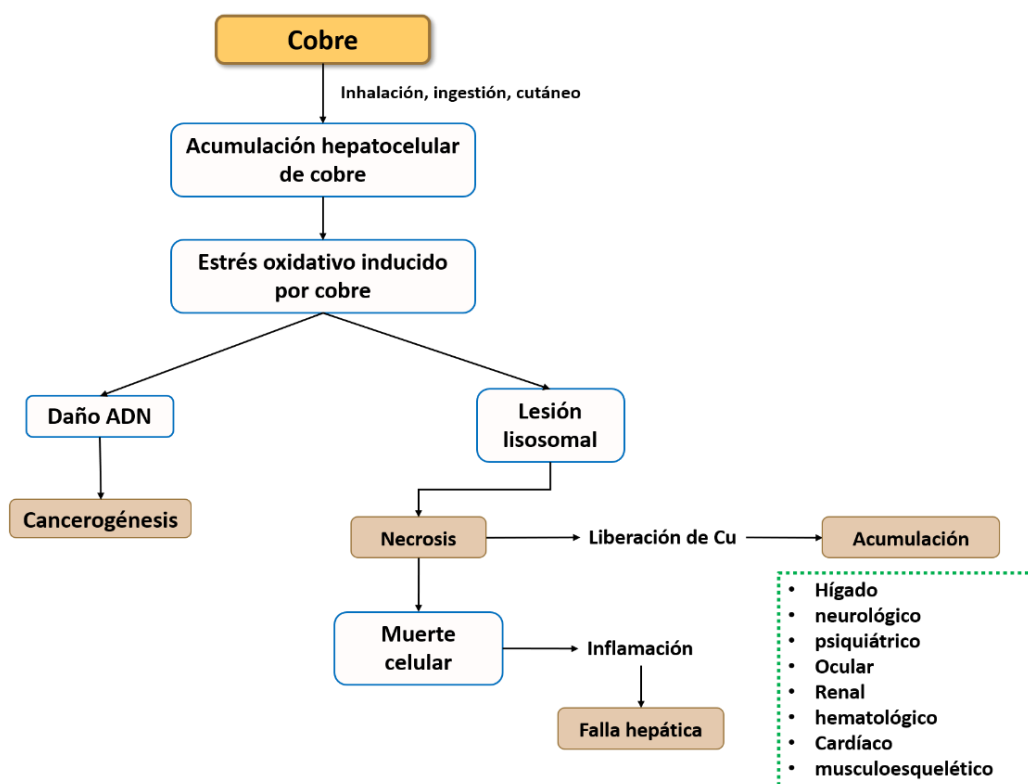 Cobre
Inhalación, ingestión, cutáneo
Acumulación hepatocelular
de cobre
Estrés oxidativo inducido
por cobre
Daño ADN
Lesión
lisosomal
Cancerogénesis
Necrosis
Liberación de Cu
Acumulación
• Hígado
• neurológico
• psiquiátrico
• Ocular
• Renal
• hematológico
• Cardíaco
• musculoesquelético
Muerte
celular
Inflamación
Falla hepática